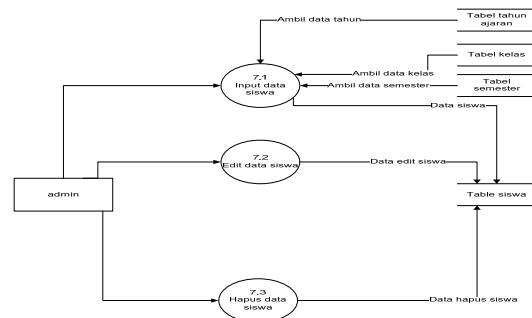 Ambil data tahun
Tabel tahun
ajaran
Tabel kelas
Ambil data kelas
7.1
Input data
siswa
Ambil data semester
Tabel
semester
Data siswa
7.2
Edit data siswa
Data edit siswa
admin
Table siswa
7.3
Hapus data
siswa
Data hapus siswa